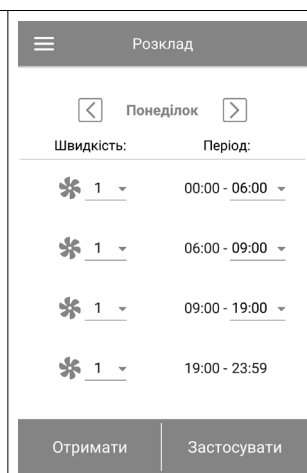 Розклад
Понеділок
Швидкість: Період:
1 00:00 - 06:00
1 06:00 - 09:00
1 09:00 - 19:00
1 19:00 - 23:59
Отримати Застосувати